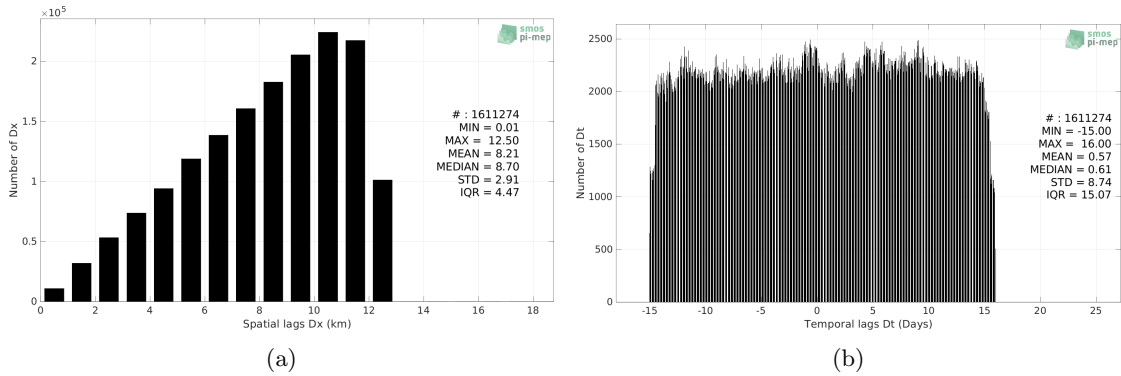 ×10⁵
smos
pi-mep
2
1.5
1
0.5
0
Number of Dx
# : 1611274
MIN = 0.01
MAX = 12.50
MEAN = 8.21
MEDIAN = 8.70
STD = 2.91
IQR = 4.47
0 2 4 6 8 10 12 14 16 18
Spatial lags Dx (km)
(a)
smos
pi-mep
2500
2000
1500
1000
500
0
Number of Dt
# : 1611274
MIN = -15.00
MAX = 16.00
MEAN = 0.57
MEDIAN = 0.61
STD = 8.74
IQR = 15.07
-15 -10 -5 0 5 10 15 20 25
Temporal lags Dt (Days)
(b)